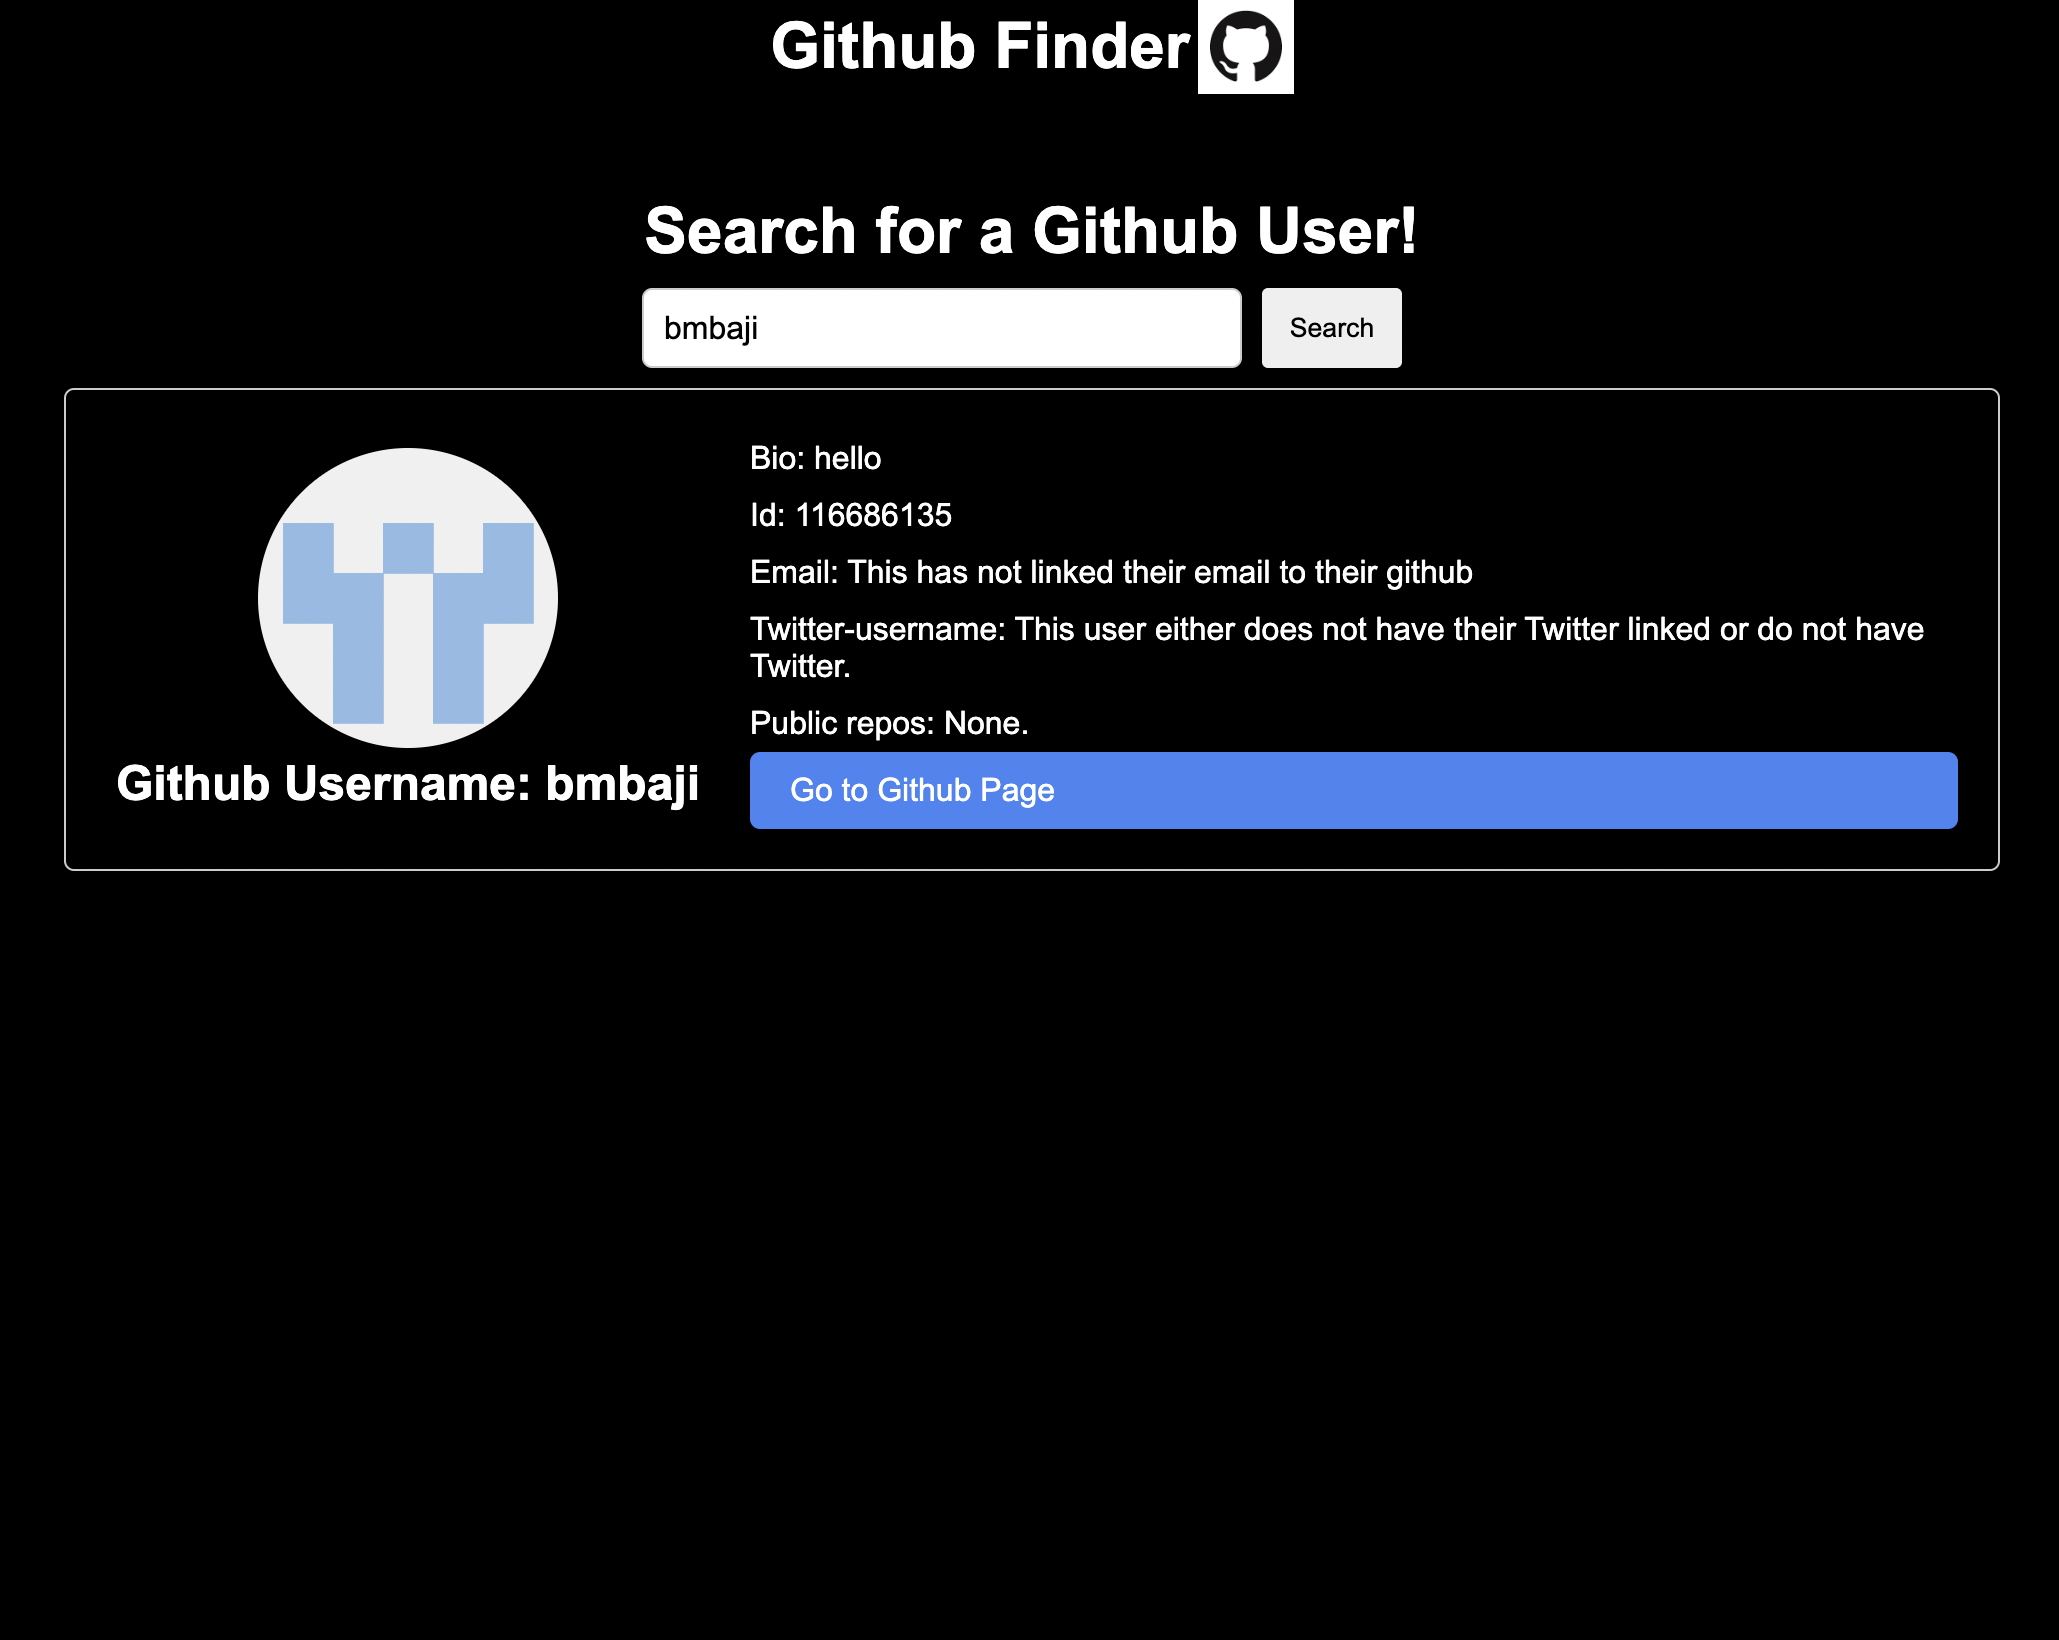 Github Finder
Search for a Github User!
bmbaji
Search
Bio: hello
Id: 116686135
Email: This has not linked their email to their github
Twitter-username: This user either does not have their Twitter linked or do not have
Twitter.
Public repos: None.
Github Username: bmbaji
Go to Github Page